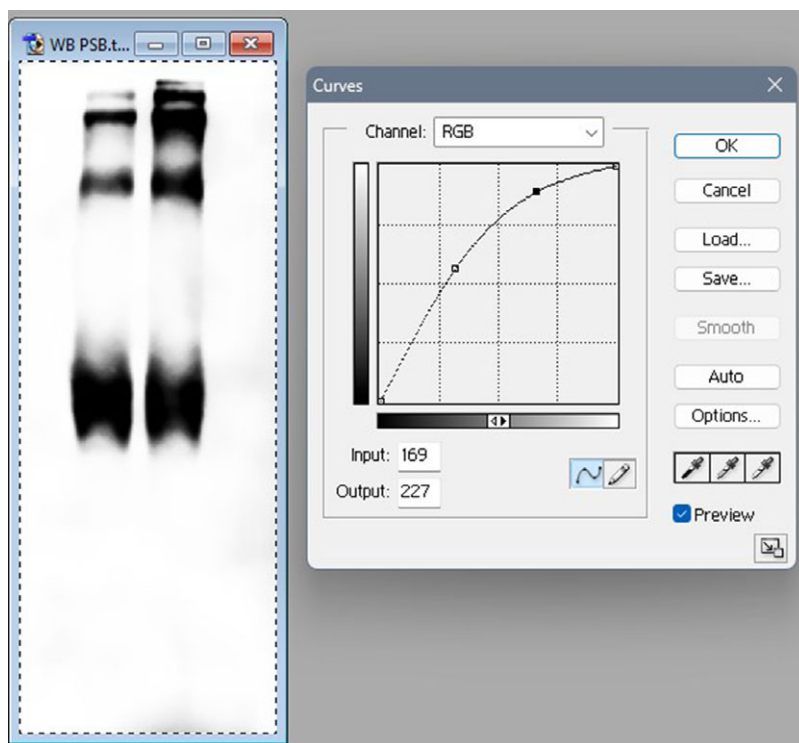 WB PSB.t...
Curves
Channel: RGB
OK
Cancel
Load...
Save...
Smooth
Auto
Options...
Input: 169
Output: 227
Preview